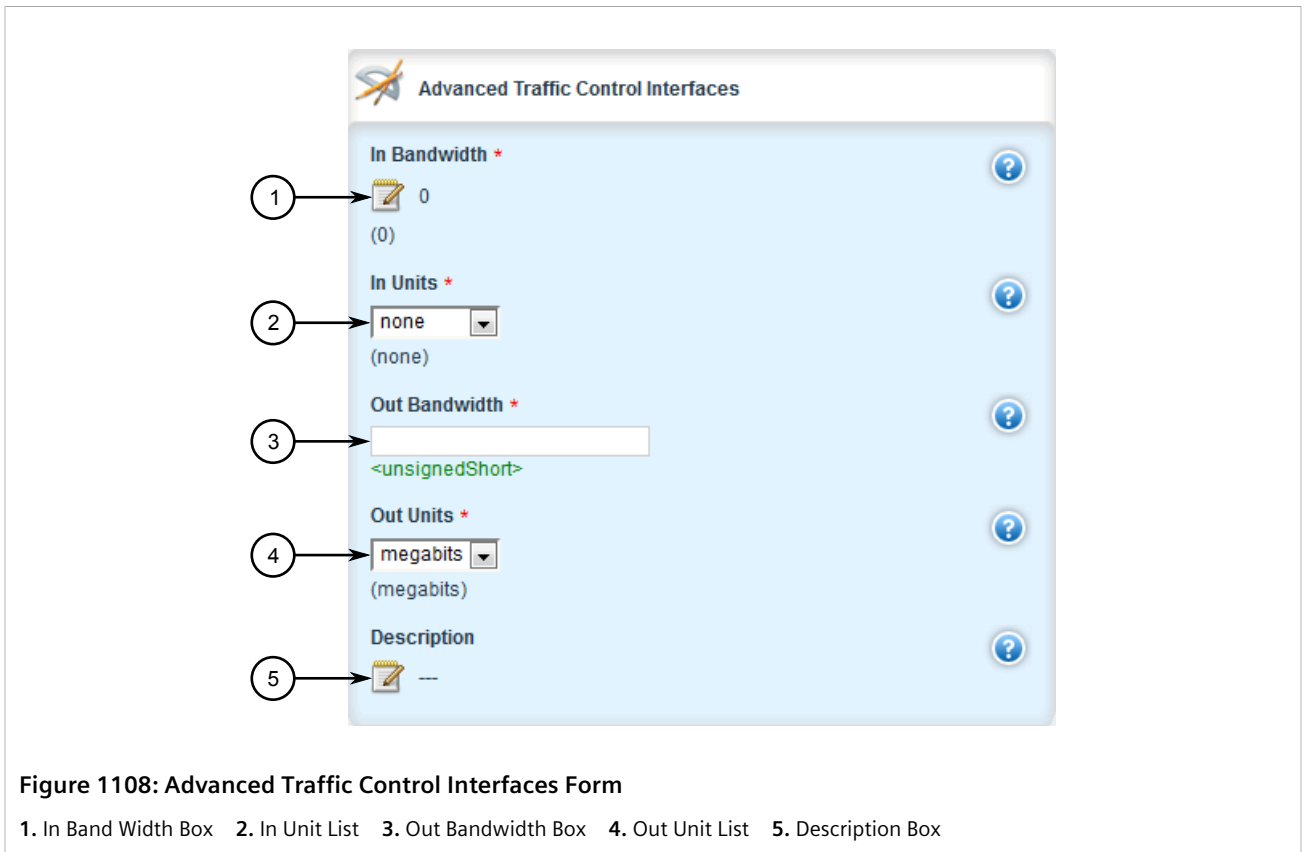 Advanced Traffic Control Interfaces
In Bandwidth *
1
0
(0)
In Units *
2
none
(none)
Out Bandwidth *
3
<unsignedShort>
Out Units *
4
megabits
(megabits)
Description
5
---
?
?
?
?
?
Figure 1108: Advanced Traffic Control Interfaces Form
1. In Band Width Box 2. In Unit List 3. Out Bandwidth Box 4. Out Unit List 5. Description Box